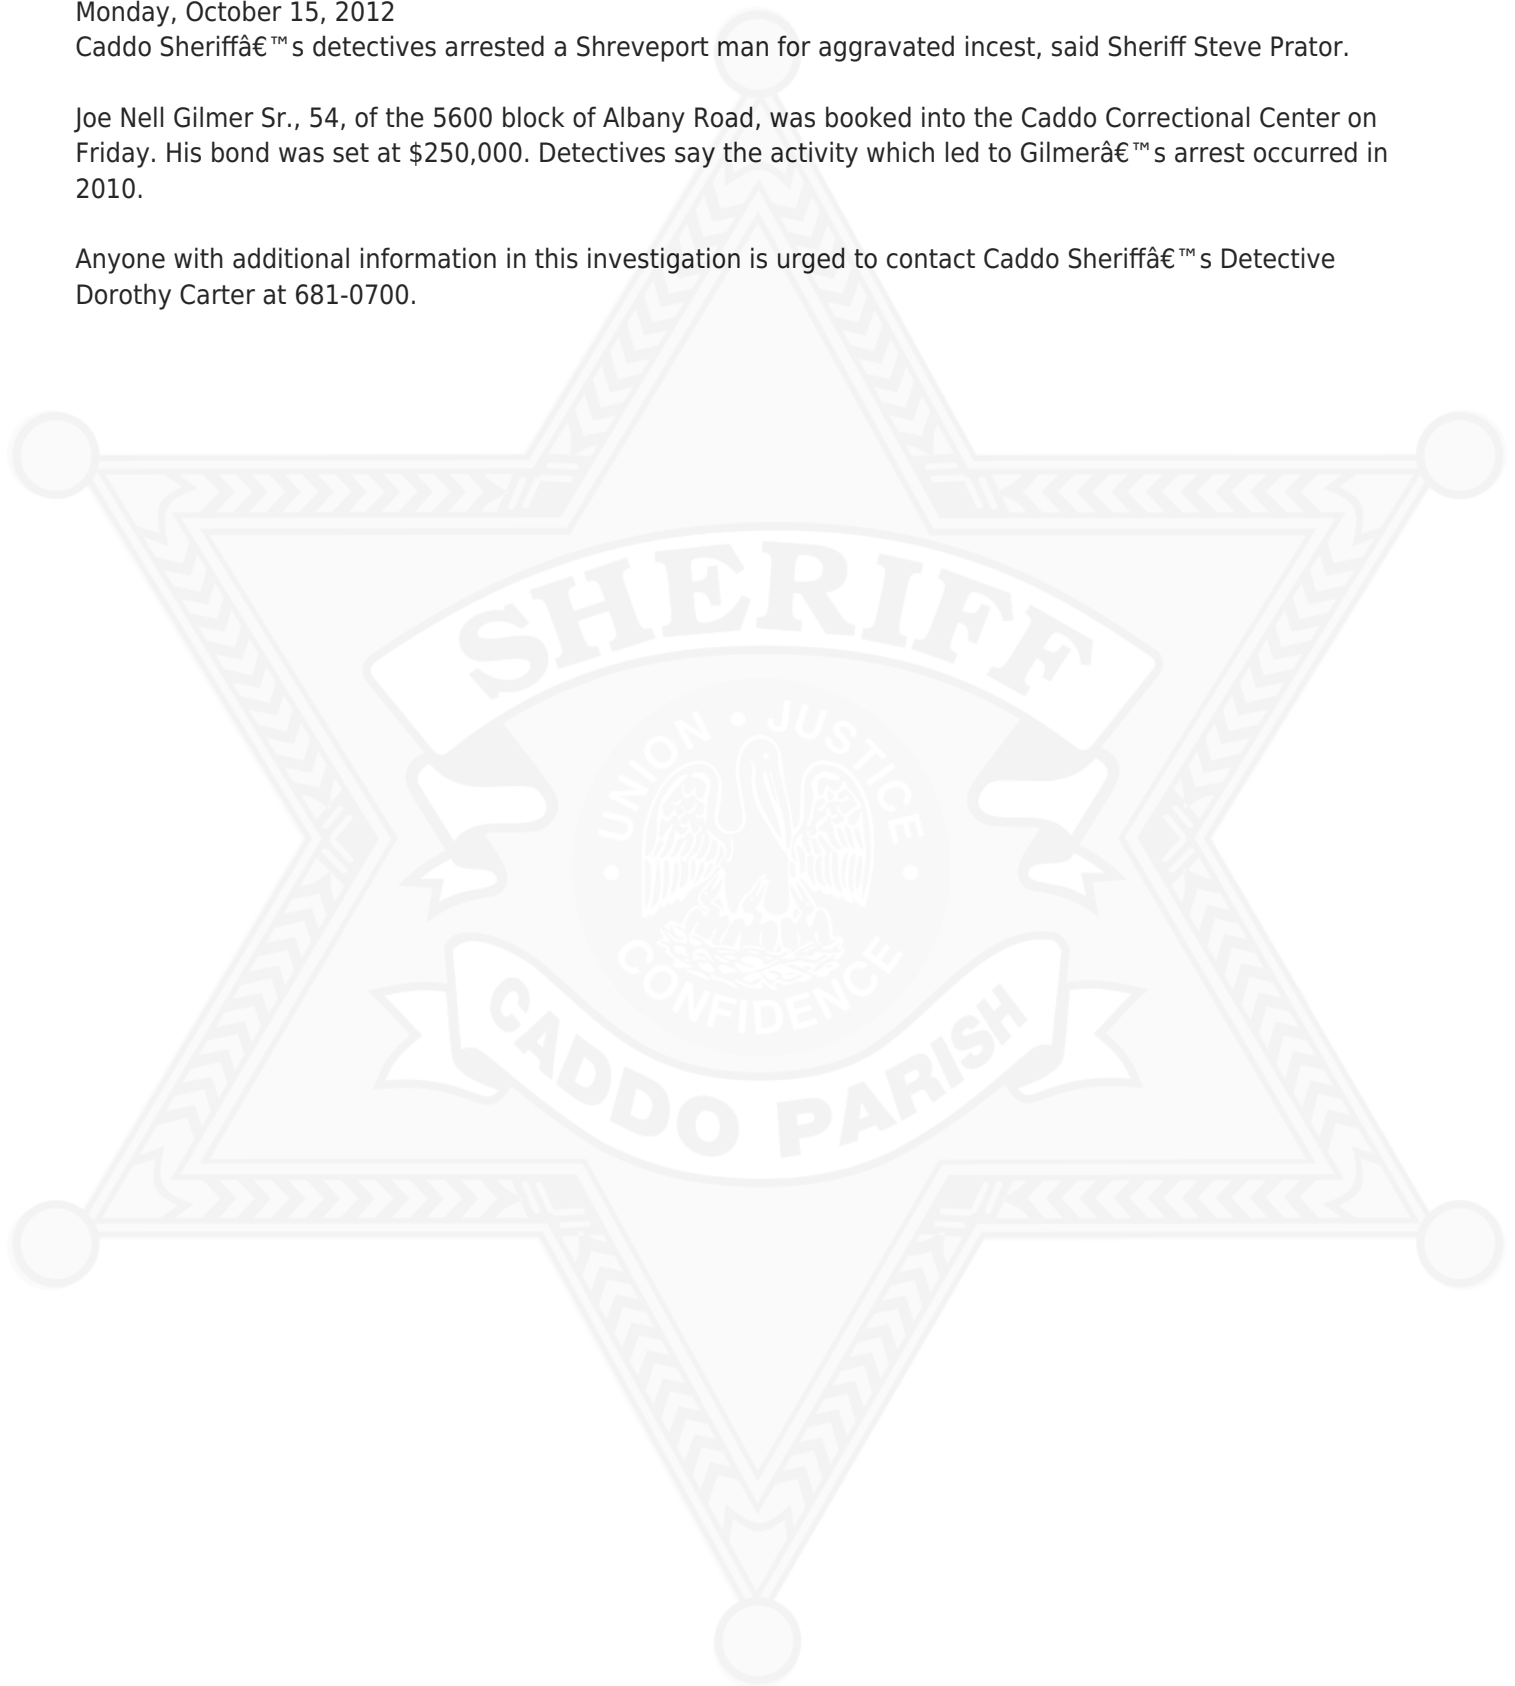 Monday, October 15, 2012
Caddo Sheriffâ€™s detectives arrested a Shreveport man for aggravated incest, said Sheriff Steve Prator.
Joe Nell Gilmer Sr., 54, of the 5600 block of Albany Road, was booked into the Caddo Correctional Center on
Friday. His bond was set at $250,000. Detectives say the activity which led to Gilmerâ€™s arrest occurred in
2010.
Anyone with additional information in this investigation is urged to contact Caddo Sheriffâ€™s Detective
Dorothy Carter at 681-0700.
SHERIFF
UNION • JUSTICE •
• CONFIDENCE
CADDO PARISH